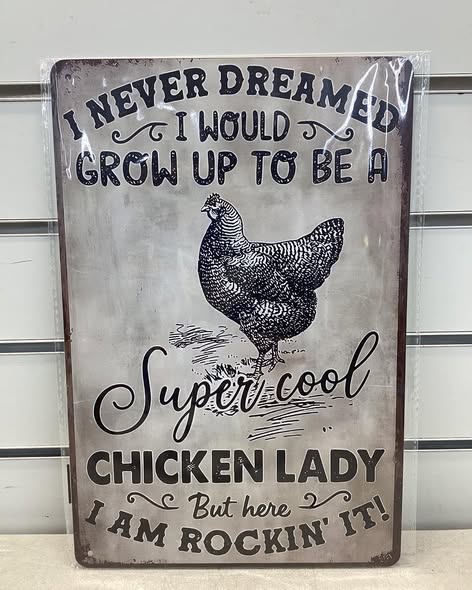 I NEVER DREAMED
I WOULD
GROW UP TO BE A
Super cool
CHICKEN LADY
But here
I AM ROCKIN' IT!